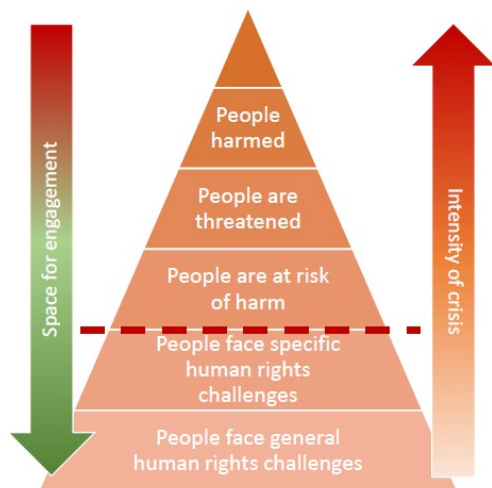 People
harmed
People are
threatened
People are at risk
of harm
People face specific
human rights
challenges
People face general
human rights challenges
Space for engagement
Intensity of crisis